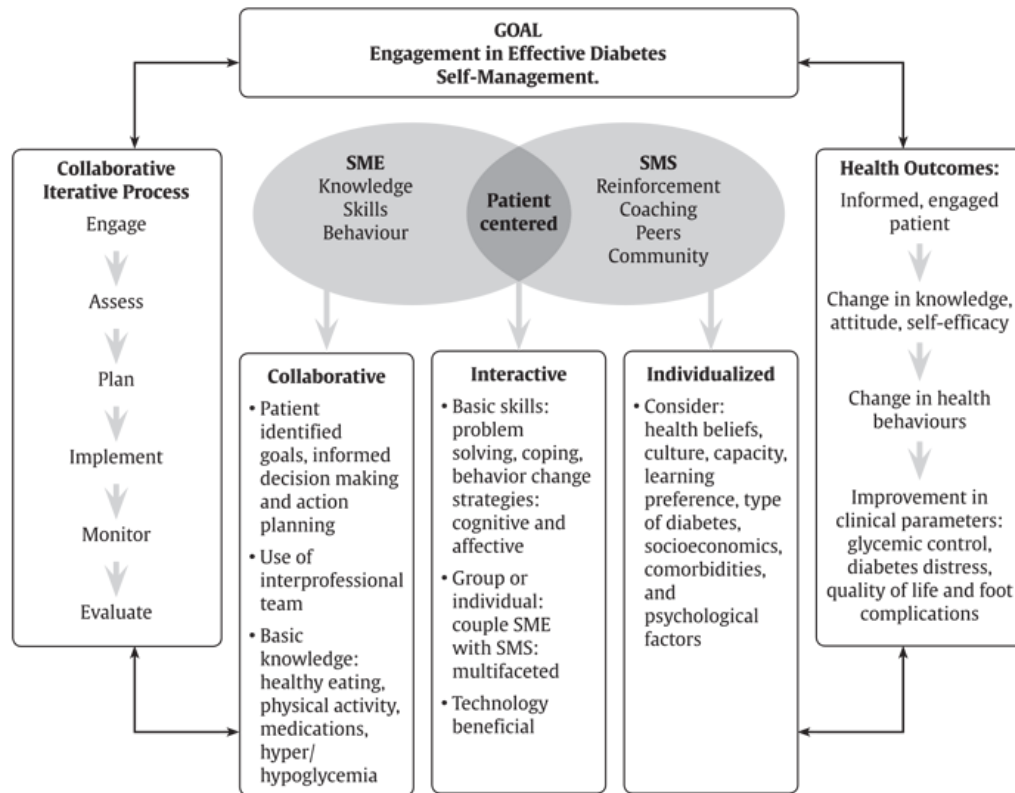 GOAL
Engagement in Effective Diabetes
Self-Management.
Collaborative
Iterative Process
Engage
Assess
Plan
Implement
Monitor
Evaluate
SME
Knowledge
Skills
Behaviour
Patient
centered
SMS
Reinforcement
Coaching
Peers
Community
Collaborative
• Patient
identified
goals, informed
decision making
and action
planning
• Use of
interprofessional
team
• Basic
knowledge:
healthy eating,
physical activity,
medications,
hyper/
hypoglycemia
Interactive
• Basic skills:
problem
solving, coping,
behavior change
strategies:
cognitive and
affective
• Group or
individual:
couple SME
with SMS:
multifaceted
• Technology
beneficial
Individualized
• Consider:
health beliefs,
culture, capacity,
learning
preference, type
of diabetes,
socioeconomics,
comorbidities,
and
psychological
factors
Health Outcomes:
Informed, engaged
patient
Change in knowledge,
attitude, self-efficacy
Change in health
behaviours
Improvement in
clinical parameters:
glycemic control,
diabetes distress,
quality of life and foot
complications